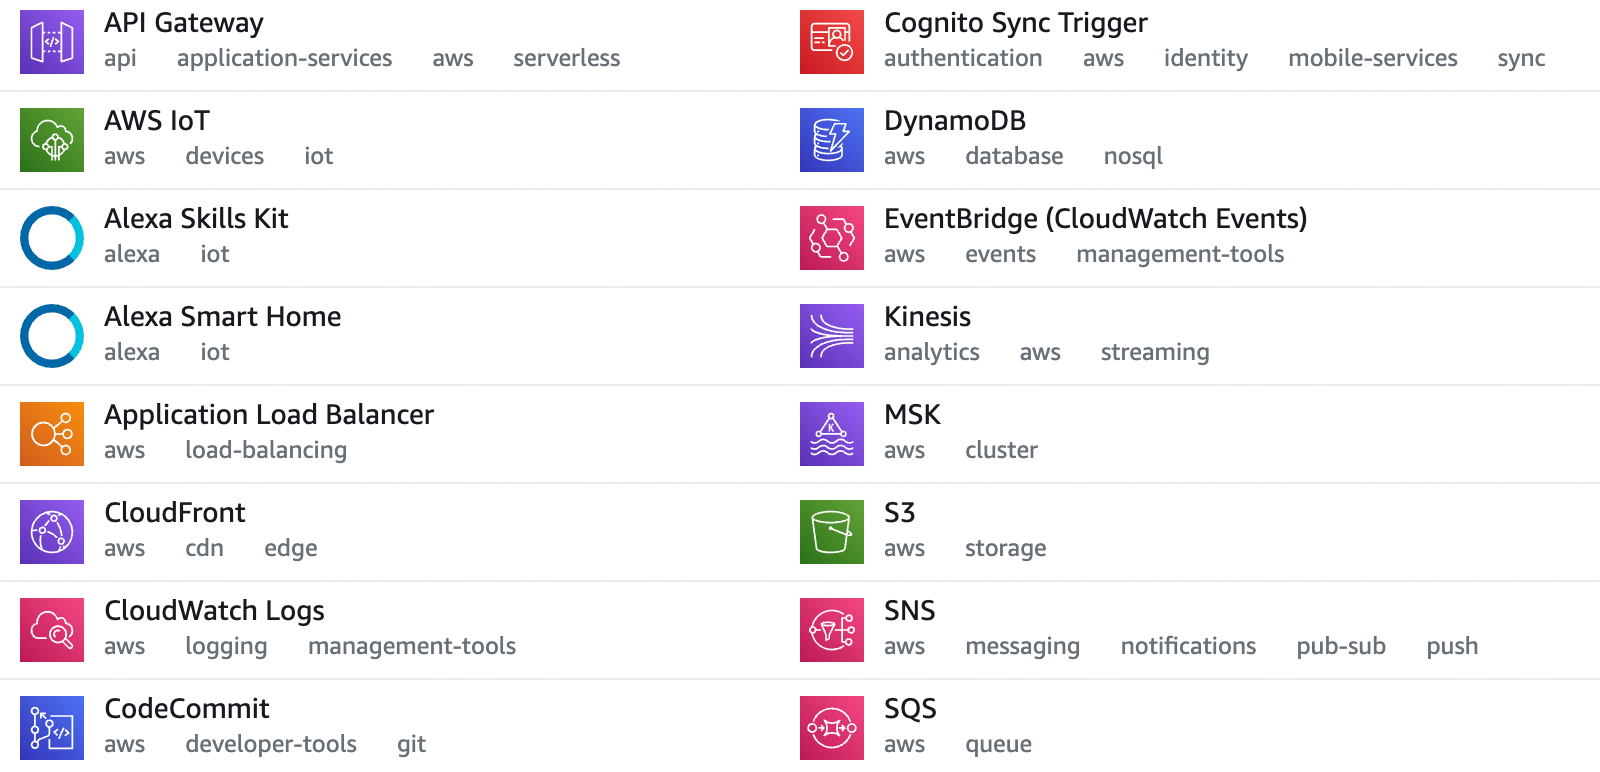 API Gateway
api application-services aws serverless
AWS IoT
aws devices iot
Alexa Skills Kit
alexa iot
Alexa Smart Home
alexa iot
Application Load Balancer
aws load-balancing
CloudFront
aws cdn edge
CloudWatch Logs
aws logging management-tools
CodeCommit
aws developer-tools git
Cognito Sync Trigger
authentication aws identity mobile-services sync
DynamoDB
aws database nosql
EventBridge (CloudWatch Events)
aws events management-tools
Kinesis
analytics aws streaming
MSK
K
aws cluster
S3
aws storage
SNS
aws messaging notifications pub-sub push
SQS
aws queue